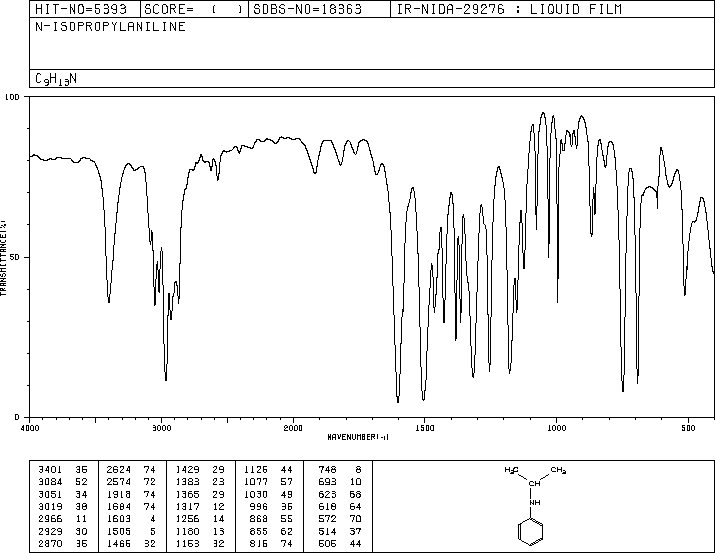 HIT-NO=5393 SCORE= ( ) SDBS-NO=18363 IR-NIDA-29276 : LIQUID FILM
N-ISOPROPYLANILINE
C9H13N
100
50
0
TRANSMITTANCE(%)
4000 3000 2000 1500 1000 500
WAVENUMBER(-1)
3401 35 2624 74 1429 29 1126 44 748 8
3084 52 2574 72 1383 23 1077 57 693 10
3051 34 1918 74 1365 29 1030 49 623 68
3019 38 1684 74 1317 12 996 35 618 64
2966 11 1603 4 1256 14 868 55 572 70
2929 30 1505 5 1180 13 855 62 514 37
2870 35 1466 32 1153 32 816 74 505 44
H3C CH3
CH
NH